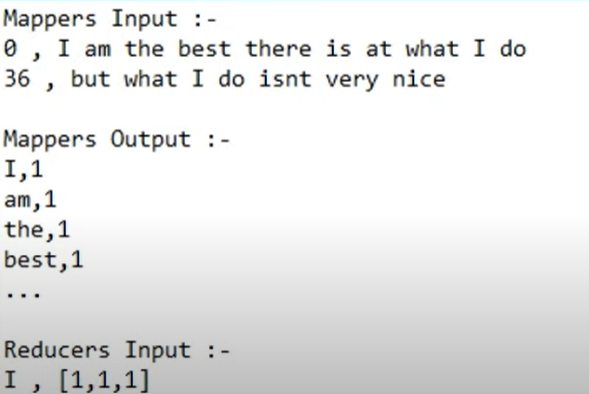 Mappers Input :-
0 , I am the best there is at what I do
36 , but what I do isnt very nice
Mappers Output :-
I,1
am,1
the,1
best,1
...
Reducers Input :-
I , [1,1,1]